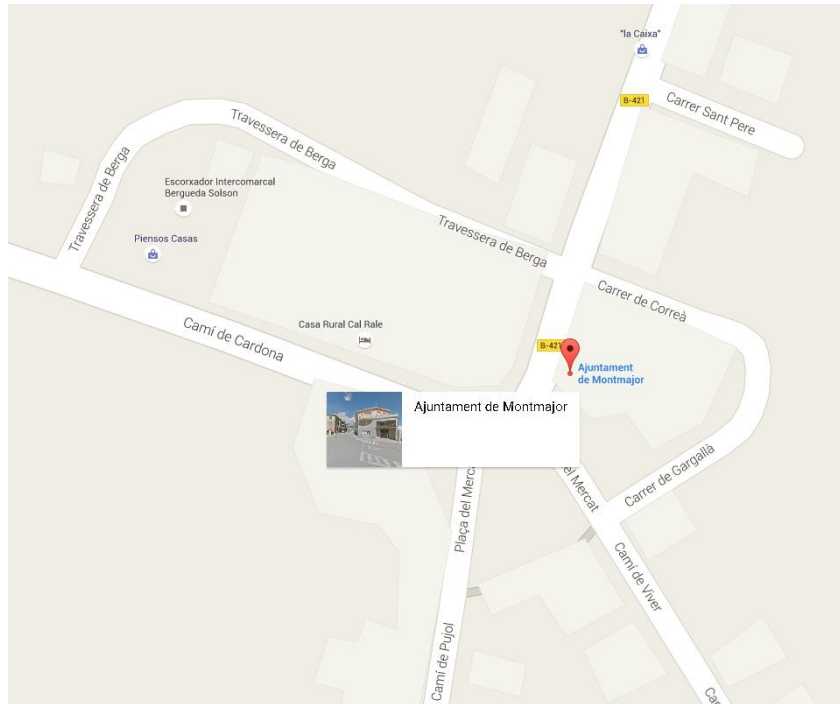 "la Caixa"
B-421
Carrer Sant Pere
Travessera de Berga
Travessera de Berga
Escorxador Intercomarcal
Bergueda Solson
Piensos Casas
Travessera de Berga
Carrer de Correà
Camí de Cardona
Casa Rural Cal Rale
B-421
Ajuntament
de Montmajor
Ajuntament de Montmajor
Plaça del Merca
el Mercat
Carrer de Gargallà
Camí de Viver
Camí de Pujol
Ca